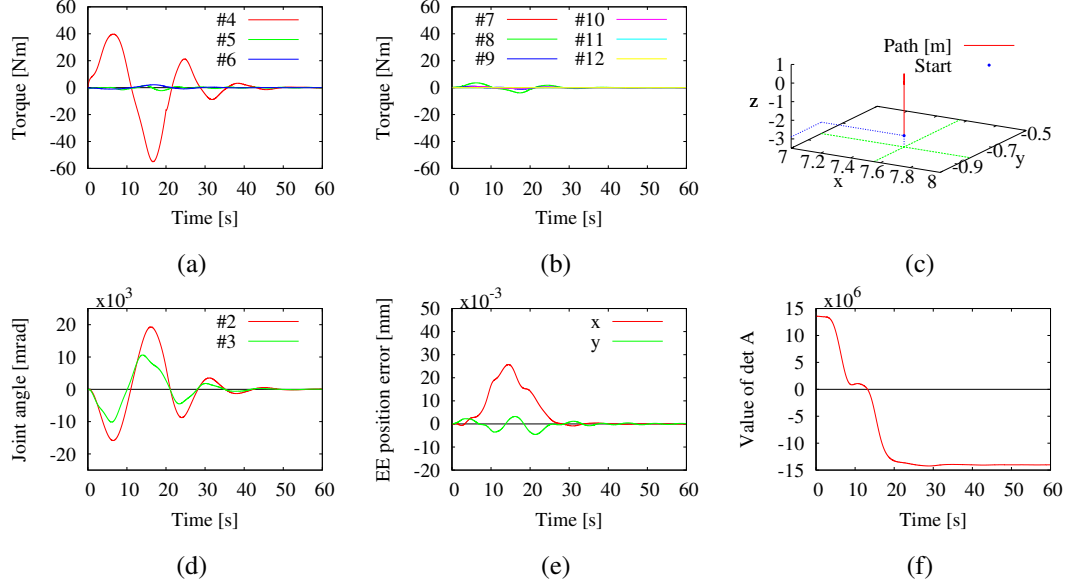 Torque [Nm]
60
40
20
0
-20
-40
-60
#4
#5
#6
0 10 20 30 40 50 60
Time [s]
(a)
Torque [Nm]
60
40
20
0
-20
-40
-60
#7 #10
#8 #11
#9 #12
0 10 20 30 40 50 60
Time [s]
(b)
Path [m]
Start
z
1
0
-1
-2
-3
7 7.2 7.4 7.6 7.8 8
x
-0.9 -0.7 -0.5
y
(c)
x10³
Joint angle [mrad]
20
10
0
-10
-20
#2
#3
0 10 20 30 40 50 60
Time [s]
(d)
x10⁻³
EE position error [mm]
50
40
30
20
10
0
-10
-20
x
y
0 10 20 30 40 50 60
Time [s]
(e)
x10⁶
Value of det A
15
10
5
0
-5
-10
-15
0 10 20 30 40 50 60
Time [s]
(f)